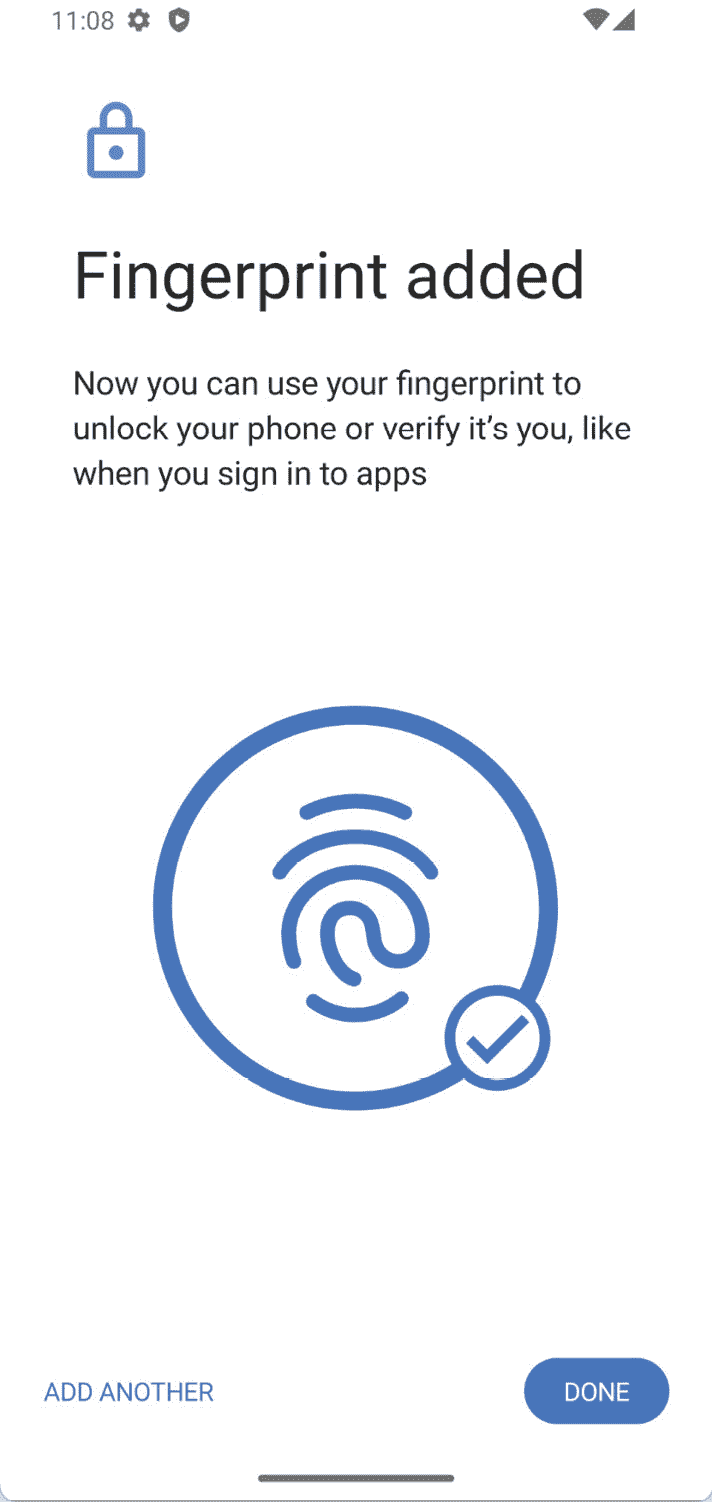 11:08
Fingerprint added
Now you can use your fingerprint to
unlock your phone or verify it’s you, like
when you sign in to apps
ADD ANOTHER
DONE